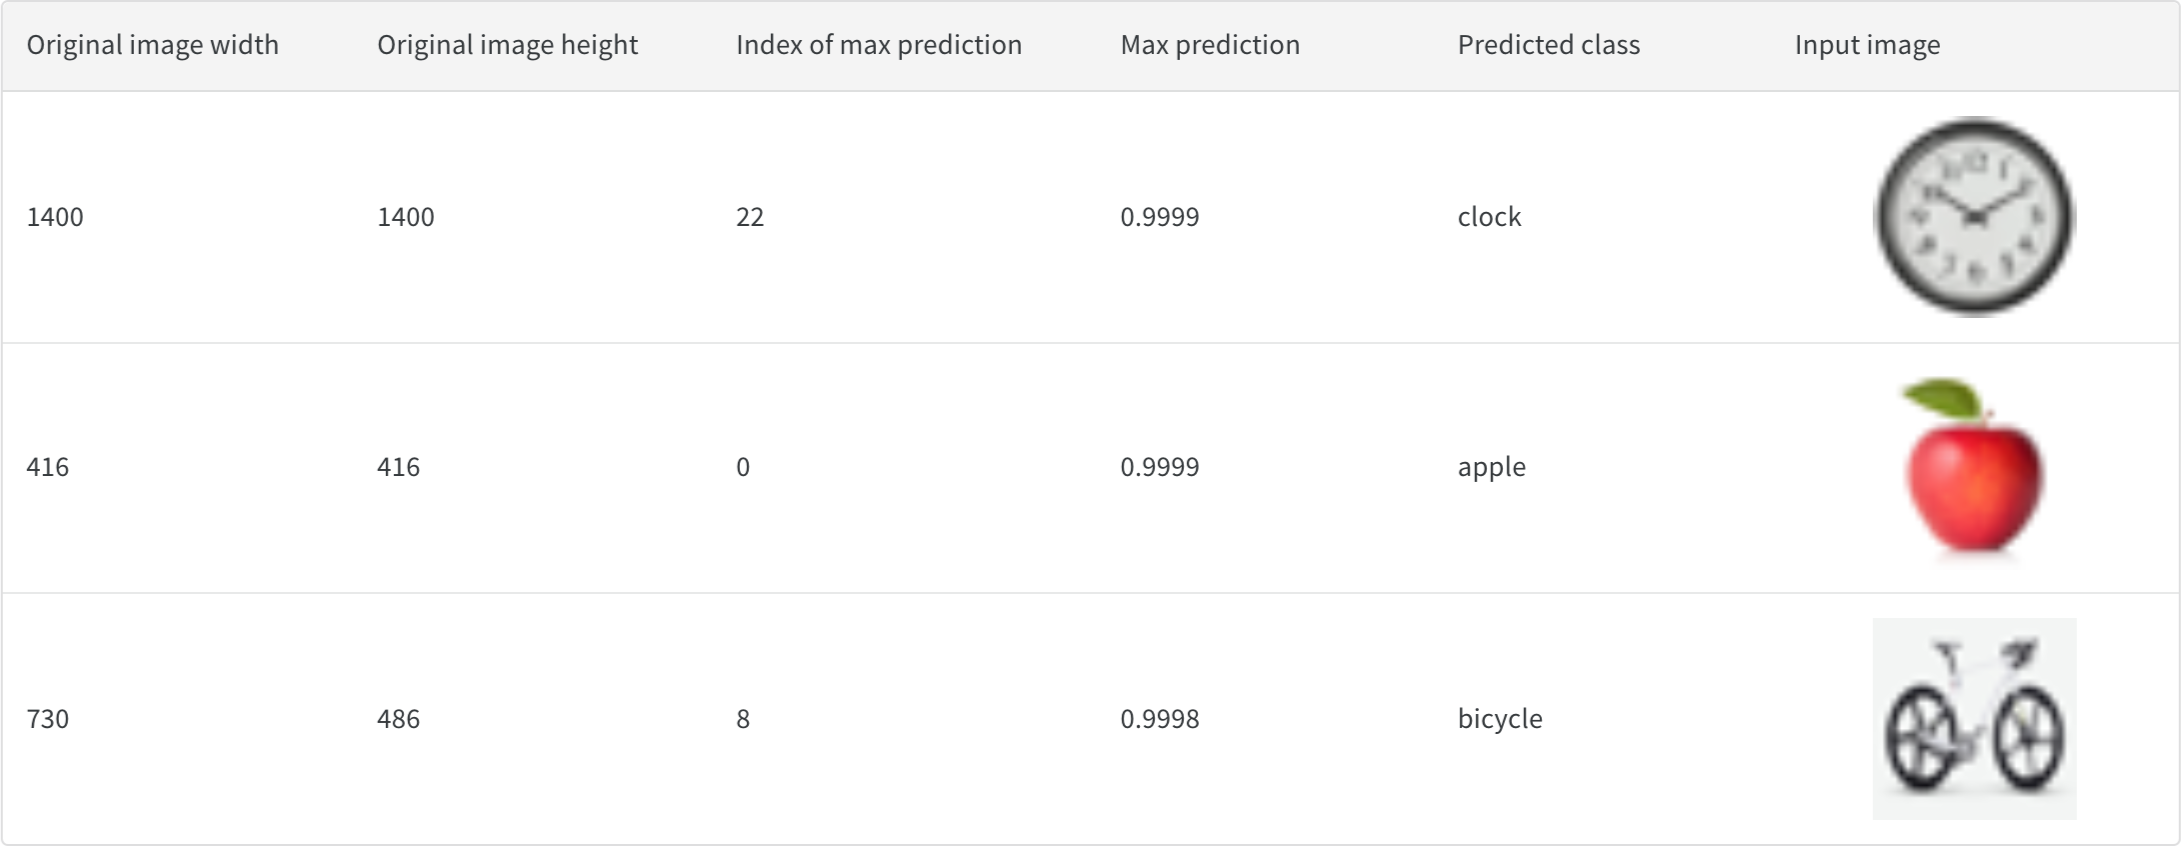 Original image width Original image height Index of max prediction Max prediction Predicted class Input image
1400 1400 22 0.9999 clock
416 416 0 0.9999 apple
730 486 8 0.9998 bicycle